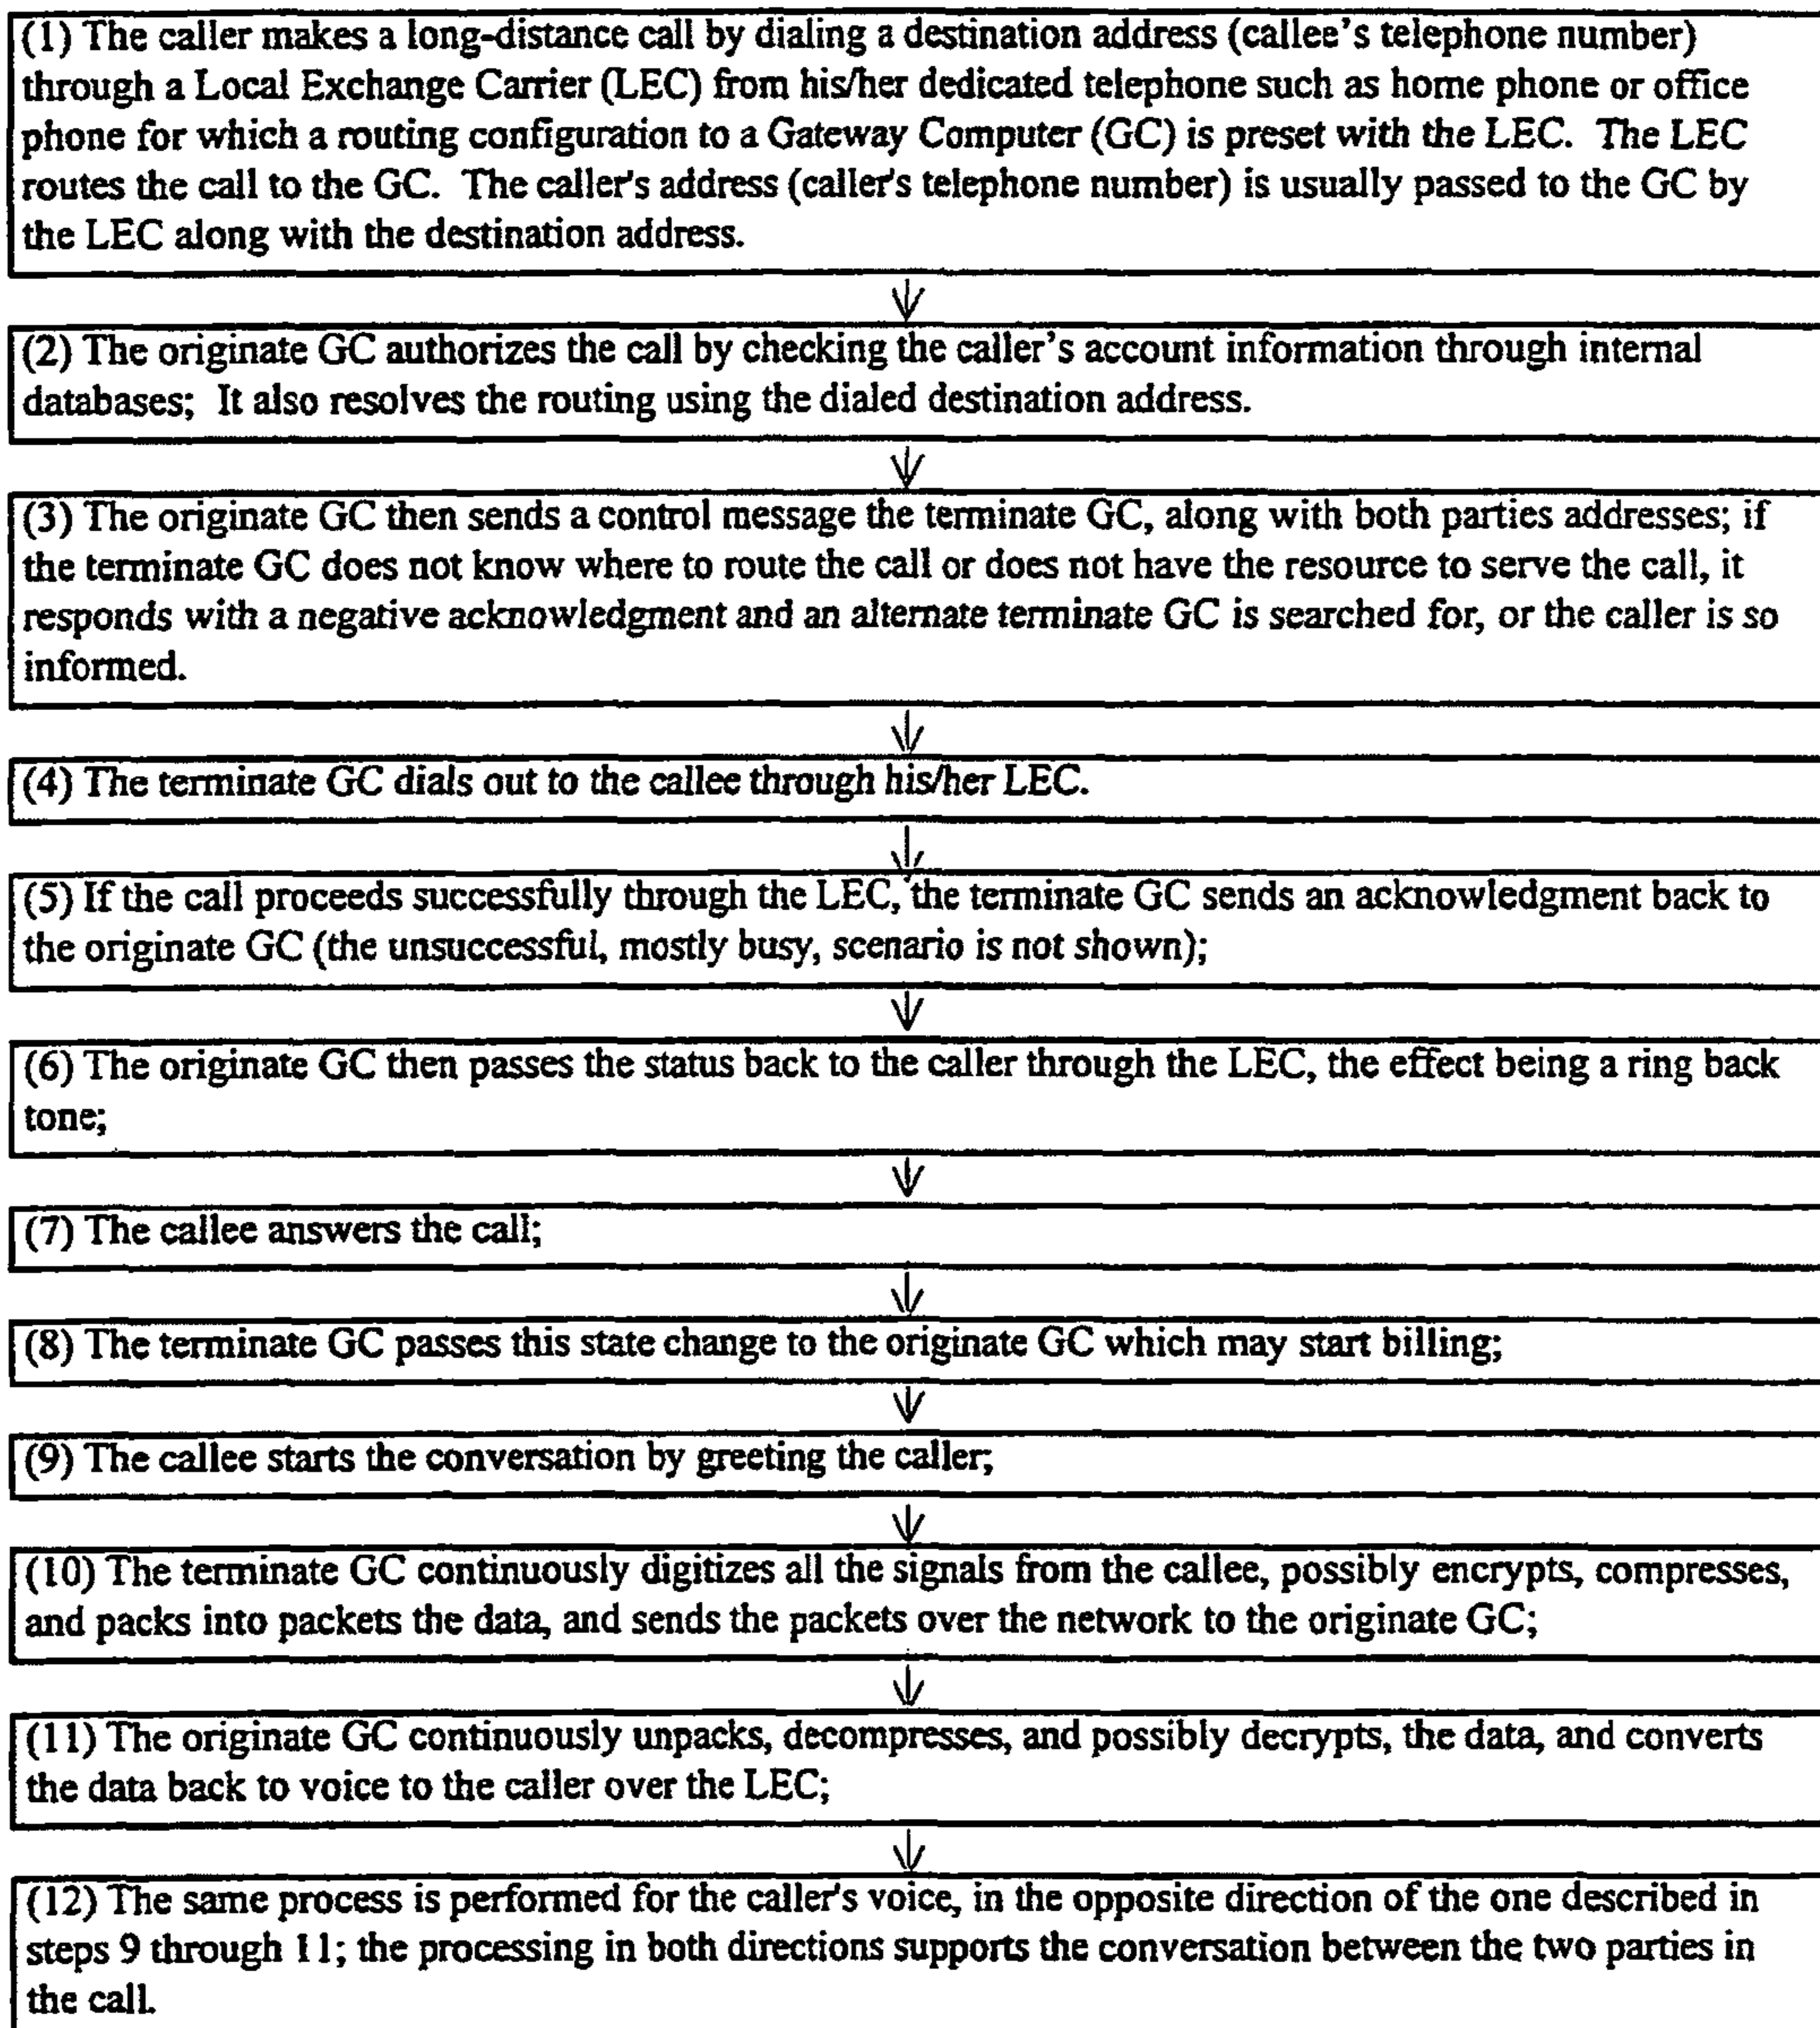 (1) The caller makes a long-distance call by dialing a destination address (callee's telephone number)
through a Local Exchange Carrier (LEC) from his/her dedicated telephone such as home phone or office
phone for which a routing configuration to a Gateway Computer (GC) is preset with the LEC. The LEC
routes the call to the GC. The caller's address (caller's telephone number) is usually passed to the GC by
the LEC along with the destination address.
(2) The originate GC authorizes the call by checking the caller's account information through internal
databases; It also resolves the routing using the dialed destination address.
(3) The originate GC then sends a control message the terminate GC, along with both parties addresses; if
the terminate GC does not know where to route the call or does not have the resource to serve the call, it
responds with a negative acknowledgment and an alternate terminate GC is searched for, or the caller is so
informed.
(4) The terminate GC dials out to the callee through his/her LEC.
(5) If the call proceeds successfully through the LEC, the terminate GC sends an acknowledgment back to
the originate GC (the unsuccessful, mostly busy, scenario is not shown);
(6) The originate GC then passes the status back to the caller through the LEC, the effect being a ring back
tone;
(7) The callee answers the call;
(8) The terminate GC passes this state change to the originate GC which may start billing;
(9) The callee starts the conversation by greeting the caller;
(10) The terminate GC continuously digitizes all the signals from the callee, possibly encrypts, compresses,
and packs into packets the data, and sends the packets over the network to the originate GC;
(11) The originate GC continuously unpacks, decompresses, and possibly decrypts, the data, and converts
the data back to voice to the caller over the LEC;
(12) The same process is performed for the caller's voice, in the opposite direction of the one described in
steps 9 through 11; the processing in both directions supports the conversation between the two parties in
the call.